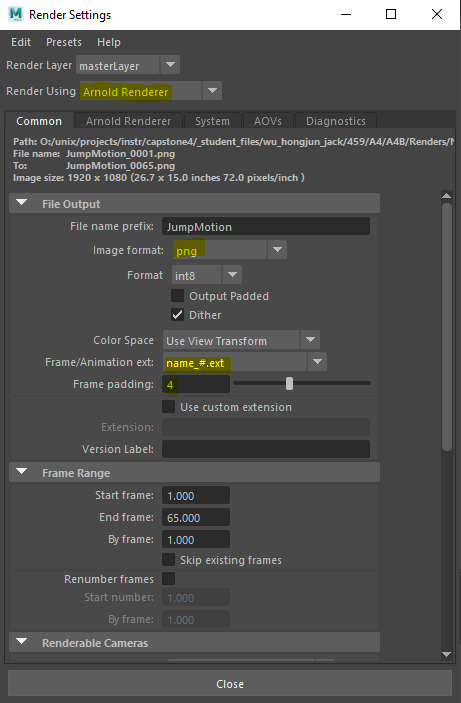 M Render Settings
Edit Presets Help
Render Layer masterLayer
Render Using Arnold Renderer
Common Arnold Renderer System AOVs Diagnostics
Path: O:/unix/projects/instr/capstone4/_student_files/wu_hongjun_jack/459/A4/A4B/Renders/
File name: JumpMotion_0001.png
To: JumpMotion_0065.png
Image size: 1920 x 1080 (26.7 x 15.0 inches 72.0 pixels/inch )
File Output
File name prefix: JumpMotion
Image format: png
Format int8
Output Padded
Dither
Color Space Use View Transform
Frame/Animation ext: name_#.ext
Frame padding: 4
Use custom extension
Extension:
Version Label:
Frame Range
Start frame: 1.000
End frame: 65.000
By frame: 1.000
Skip existing frames
Renumber frames
Start number: 1.000
By frame: 1.000
Renderable Cameras
Close